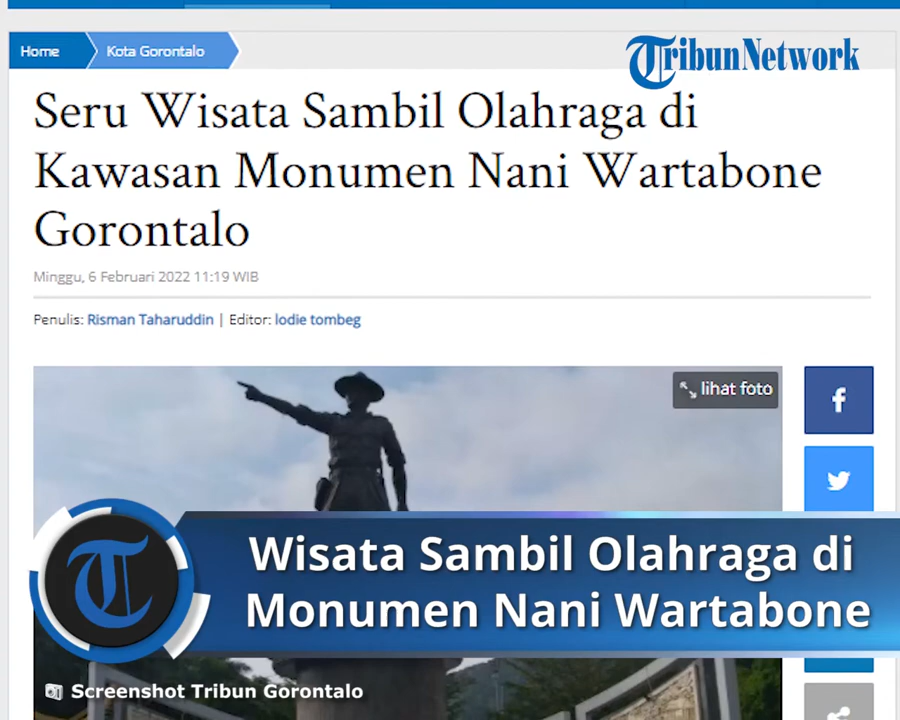 Home
Kota Gorontalo
TribunNetwork
Seru Wisata Sambil Olahraga di
Kawasan Monumen Nani Wartabone
Gorontalo
Minggu, 6 Februari 2022 11:19 WIB
Penulis: Risman Taharuddin | Editor: lodie tombeg
lihat foto
Wisata Sambil Olahraga di
Monumen Nani Wartabone
Screenshot Tribun Gorontalo